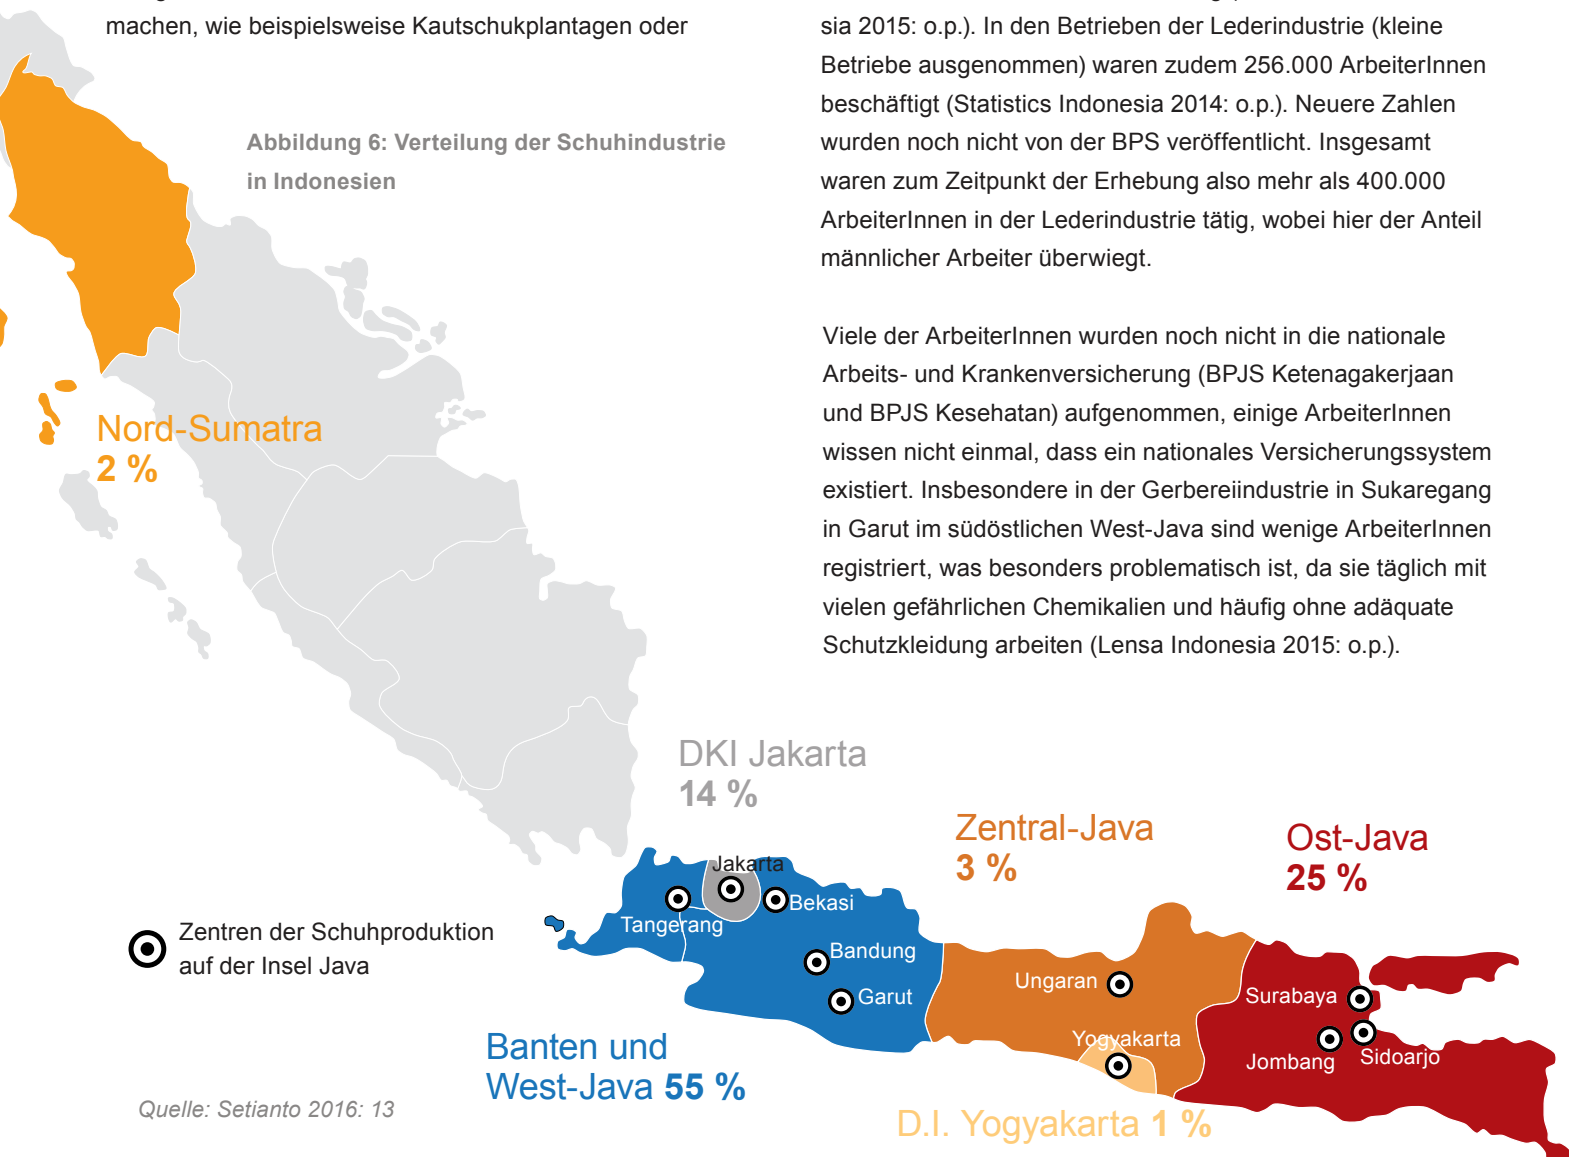 machen, wie beispielsweise Kautschukplantagen oder
Abbildung 6: Verteilung der Schuhindustrie
in Indonesien
sia 2015: o.p.). In den Betrieben der Lederindustrie (kleine
Betriebe ausgenommen) waren zudem 256.000 ArbeiterInnen
beschäftigt (Statistics Indonesia 2014: o.p.). Neuere Zahlen
wurden noch nicht von der BPS veröffentlicht. Insgesamt
waren zum Zeitpunkt der Erhebung also mehr als 400.000
ArbeiterInnen in der Lederindustrie tätig, wobei hier der Anteil
männlicher Arbeiter überwiegt.
Viele der ArbeiterInnen wurden noch nicht in die nationale
Arbeits- und Krankenversicherung (BPJS Ketenagakerjaan
und BPJS Kesehatan) aufgenommen, einige ArbeiterInnen
wissen nicht einmal, dass ein nationales Versicherungssystem
existiert. Insbesondere in der Gerbereiindustrie in Sukaregang
in Garut im südöstlichen West-Java sind wenige ArbeiterInnen
registriert, was besonders problematisch ist, da sie täglich mit
vielen gefährlichen Chemikalien und häufig ohne adäquate
Schutzkleidung arbeiten (Lensa Indonesia 2015: o.p.).
Nord-Sumatra
2 %
DKI Jakarta
14 %
Zentral-Java
3 %
Ost-Java
25 %
Jakarta
Bekasi
Tangerang
Bandung
Garut
Ungaran
Yogyakarta
Surabaya
Jombang
Sidoarjo
Zentren der Schuhproduktion
auf der Insel Java
Banten und
West-Java 55 %
D.I. Yogyakarta 1 %
Quelle: Setianto 2016: 13